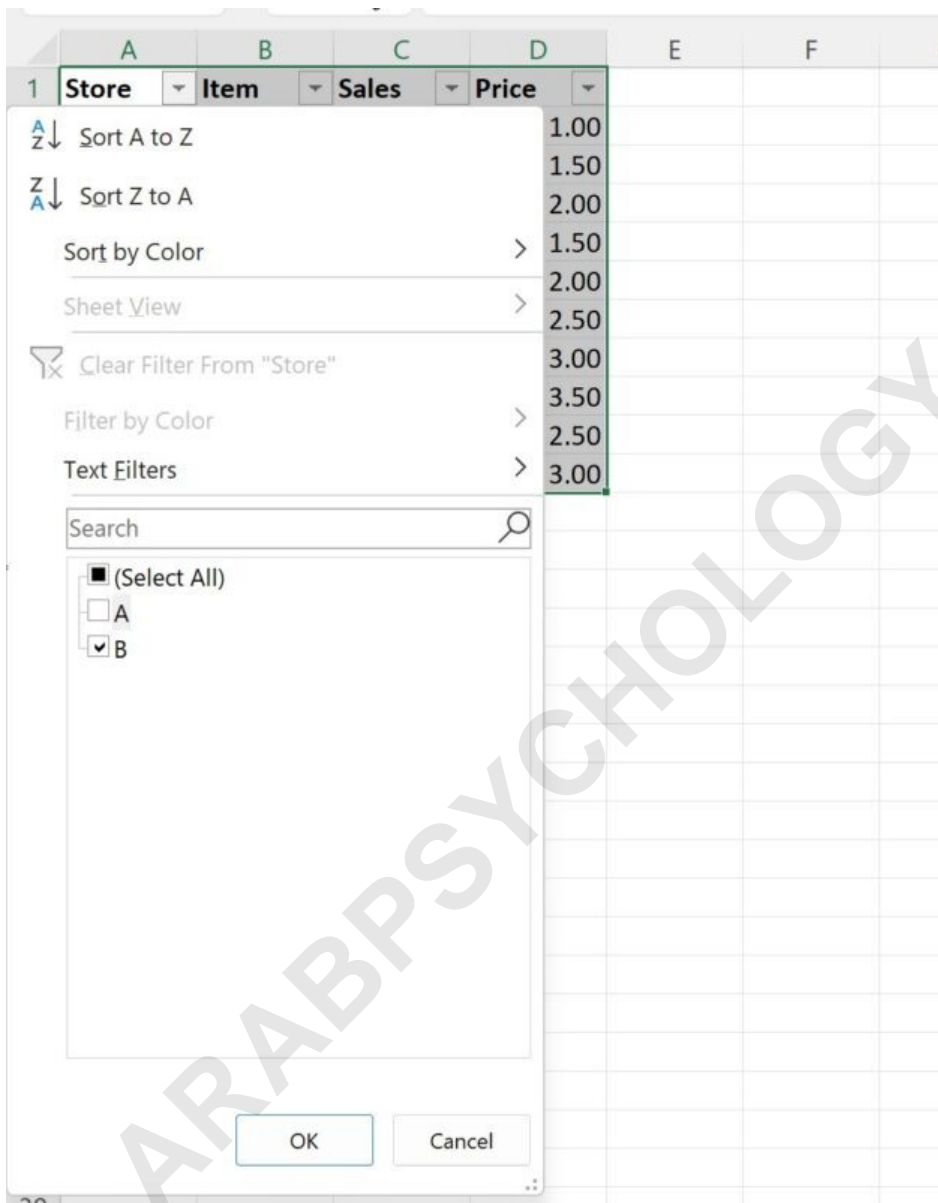 A B C D E F
1 Store Item Sales Price
Sort A to Z 1.00
1.50
Sort Z to A 2.00
Sort by Color 1.50
2.00
Sheet View
2.50
Clear Filter From "Store" 3.00
3.50
Filter by Color
2.50
Text Filters 3.00
Search
(Select All)
A
B
OK Cancel
ARABPSYCHOLOGY